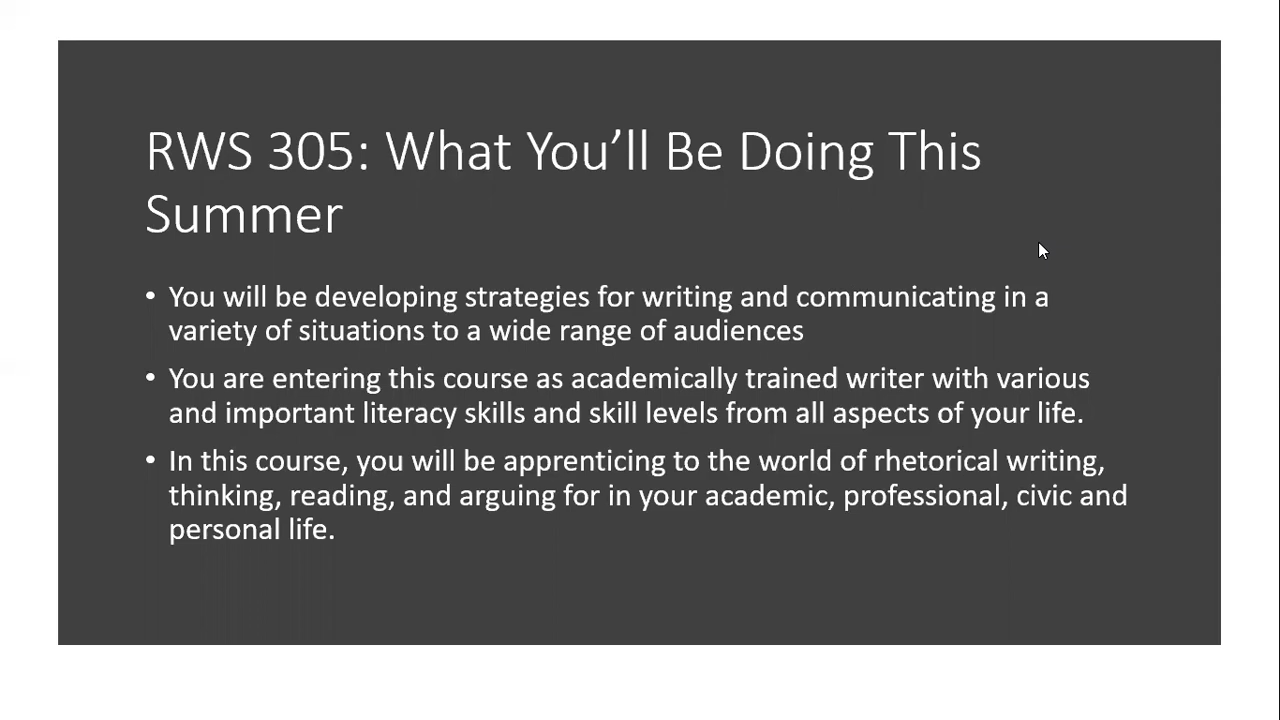 RWS 305: What You’ll Be Doing This
Summer
• You will be developing strategies for writing and communicating in a
variety of situations to a wide range of audiences
• You are entering this course as academically trained writer with various
and important literacy skills and skill levels from all aspects of your life.
• In this course, you will be apprenticing to the world of rhetorical writing,
thinking, reading, and arguing for in your academic, professional, civic and
personal life.